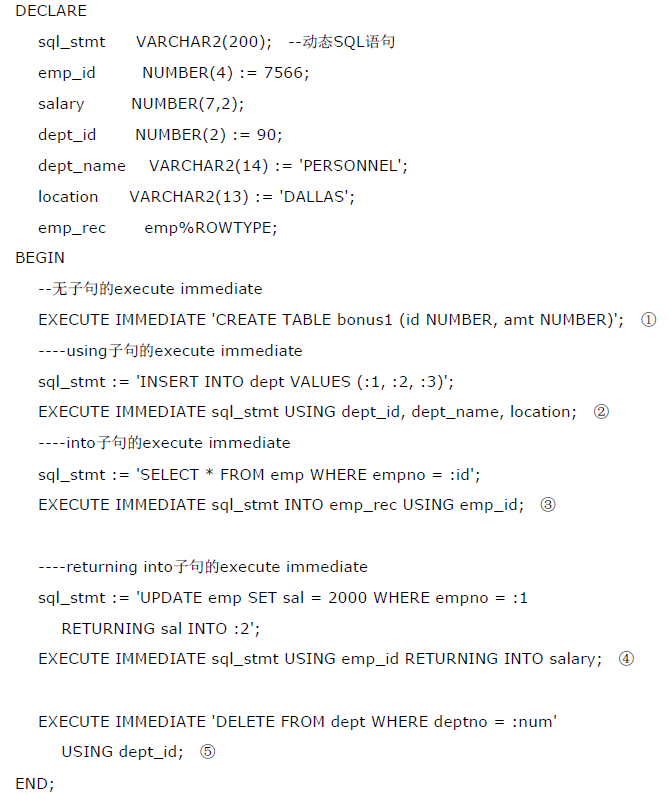 DECLARE
sql_stmt VARCHAR2(200); --动态SQL语句
emp_id NUMBER(4) := 7566;
salary NUMBER(7,2);
dept_id NUMBER(2) := 90;
dept_name VARCHAR2(14) := 'PERSONNEL';
location VARCHAR2(13) := 'DALLAS';
emp_rec emp%ROWTYPE;
BEGIN
--无子句的execute immediate
EXECUTE IMMEDIATE 'CREATE TABLE bonus1 (id NUMBER, amt NUMBER)'; ①
----using子句的execute immediate
sql_stmt := 'INSERT INTO dept VALUES (:1, :2, :3)';
EXECUTE IMMEDIATE sql_stmt USING dept_id, dept_name, location; ②
----into子句的execute immediate
sql_stmt := 'SELECT * FROM emp WHERE empno = :id';
EXECUTE IMMEDIATE sql_stmt INTO emp_rec USING emp_id; ③
----returning into子句的execute immediate
sql_stmt := 'UPDATE emp SET sal = 2000 WHERE empno = :1
RETURNING sal INTO :2';
EXECUTE IMMEDIATE sql_stmt USING emp_id RETURNING INTO salary; ④
EXECUTE IMMEDIATE 'DELETE FROM dept WHERE deptno = :num'
USING dept_id; ⑤
END;